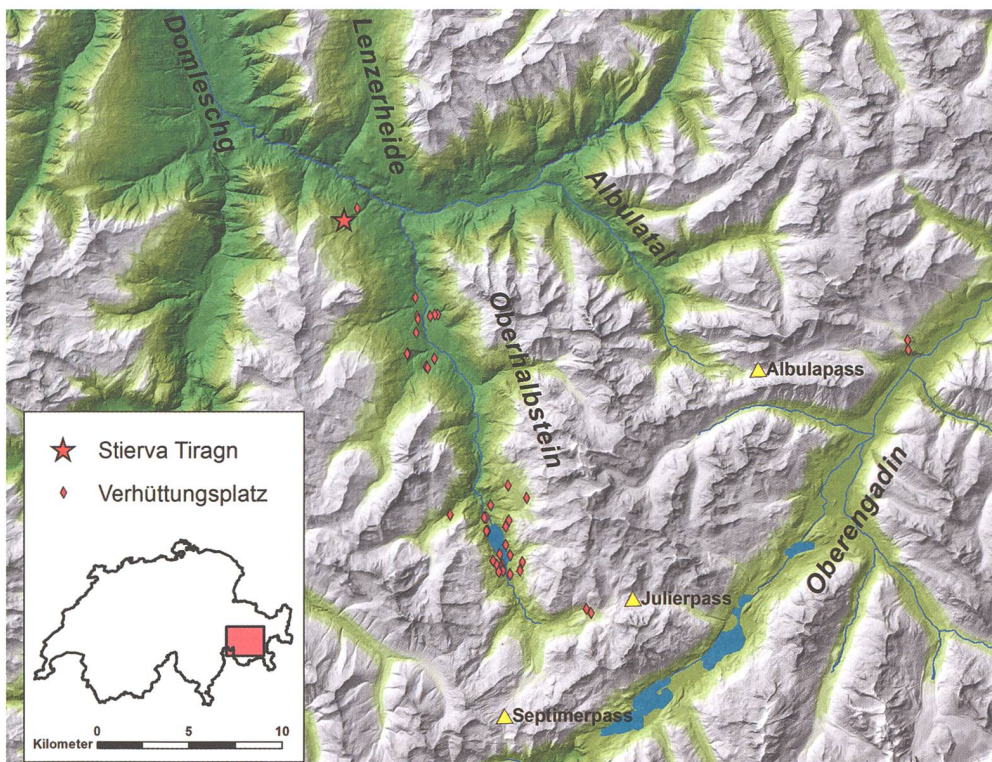 Domleschg
Lenzerheide
Albulatal
Oberhalbstein
Albulapass
Oberengadin
Julierpass
Septimerpass
Stierva Tiragn
Verhüttungsplatz
0 5 10
Kilometer